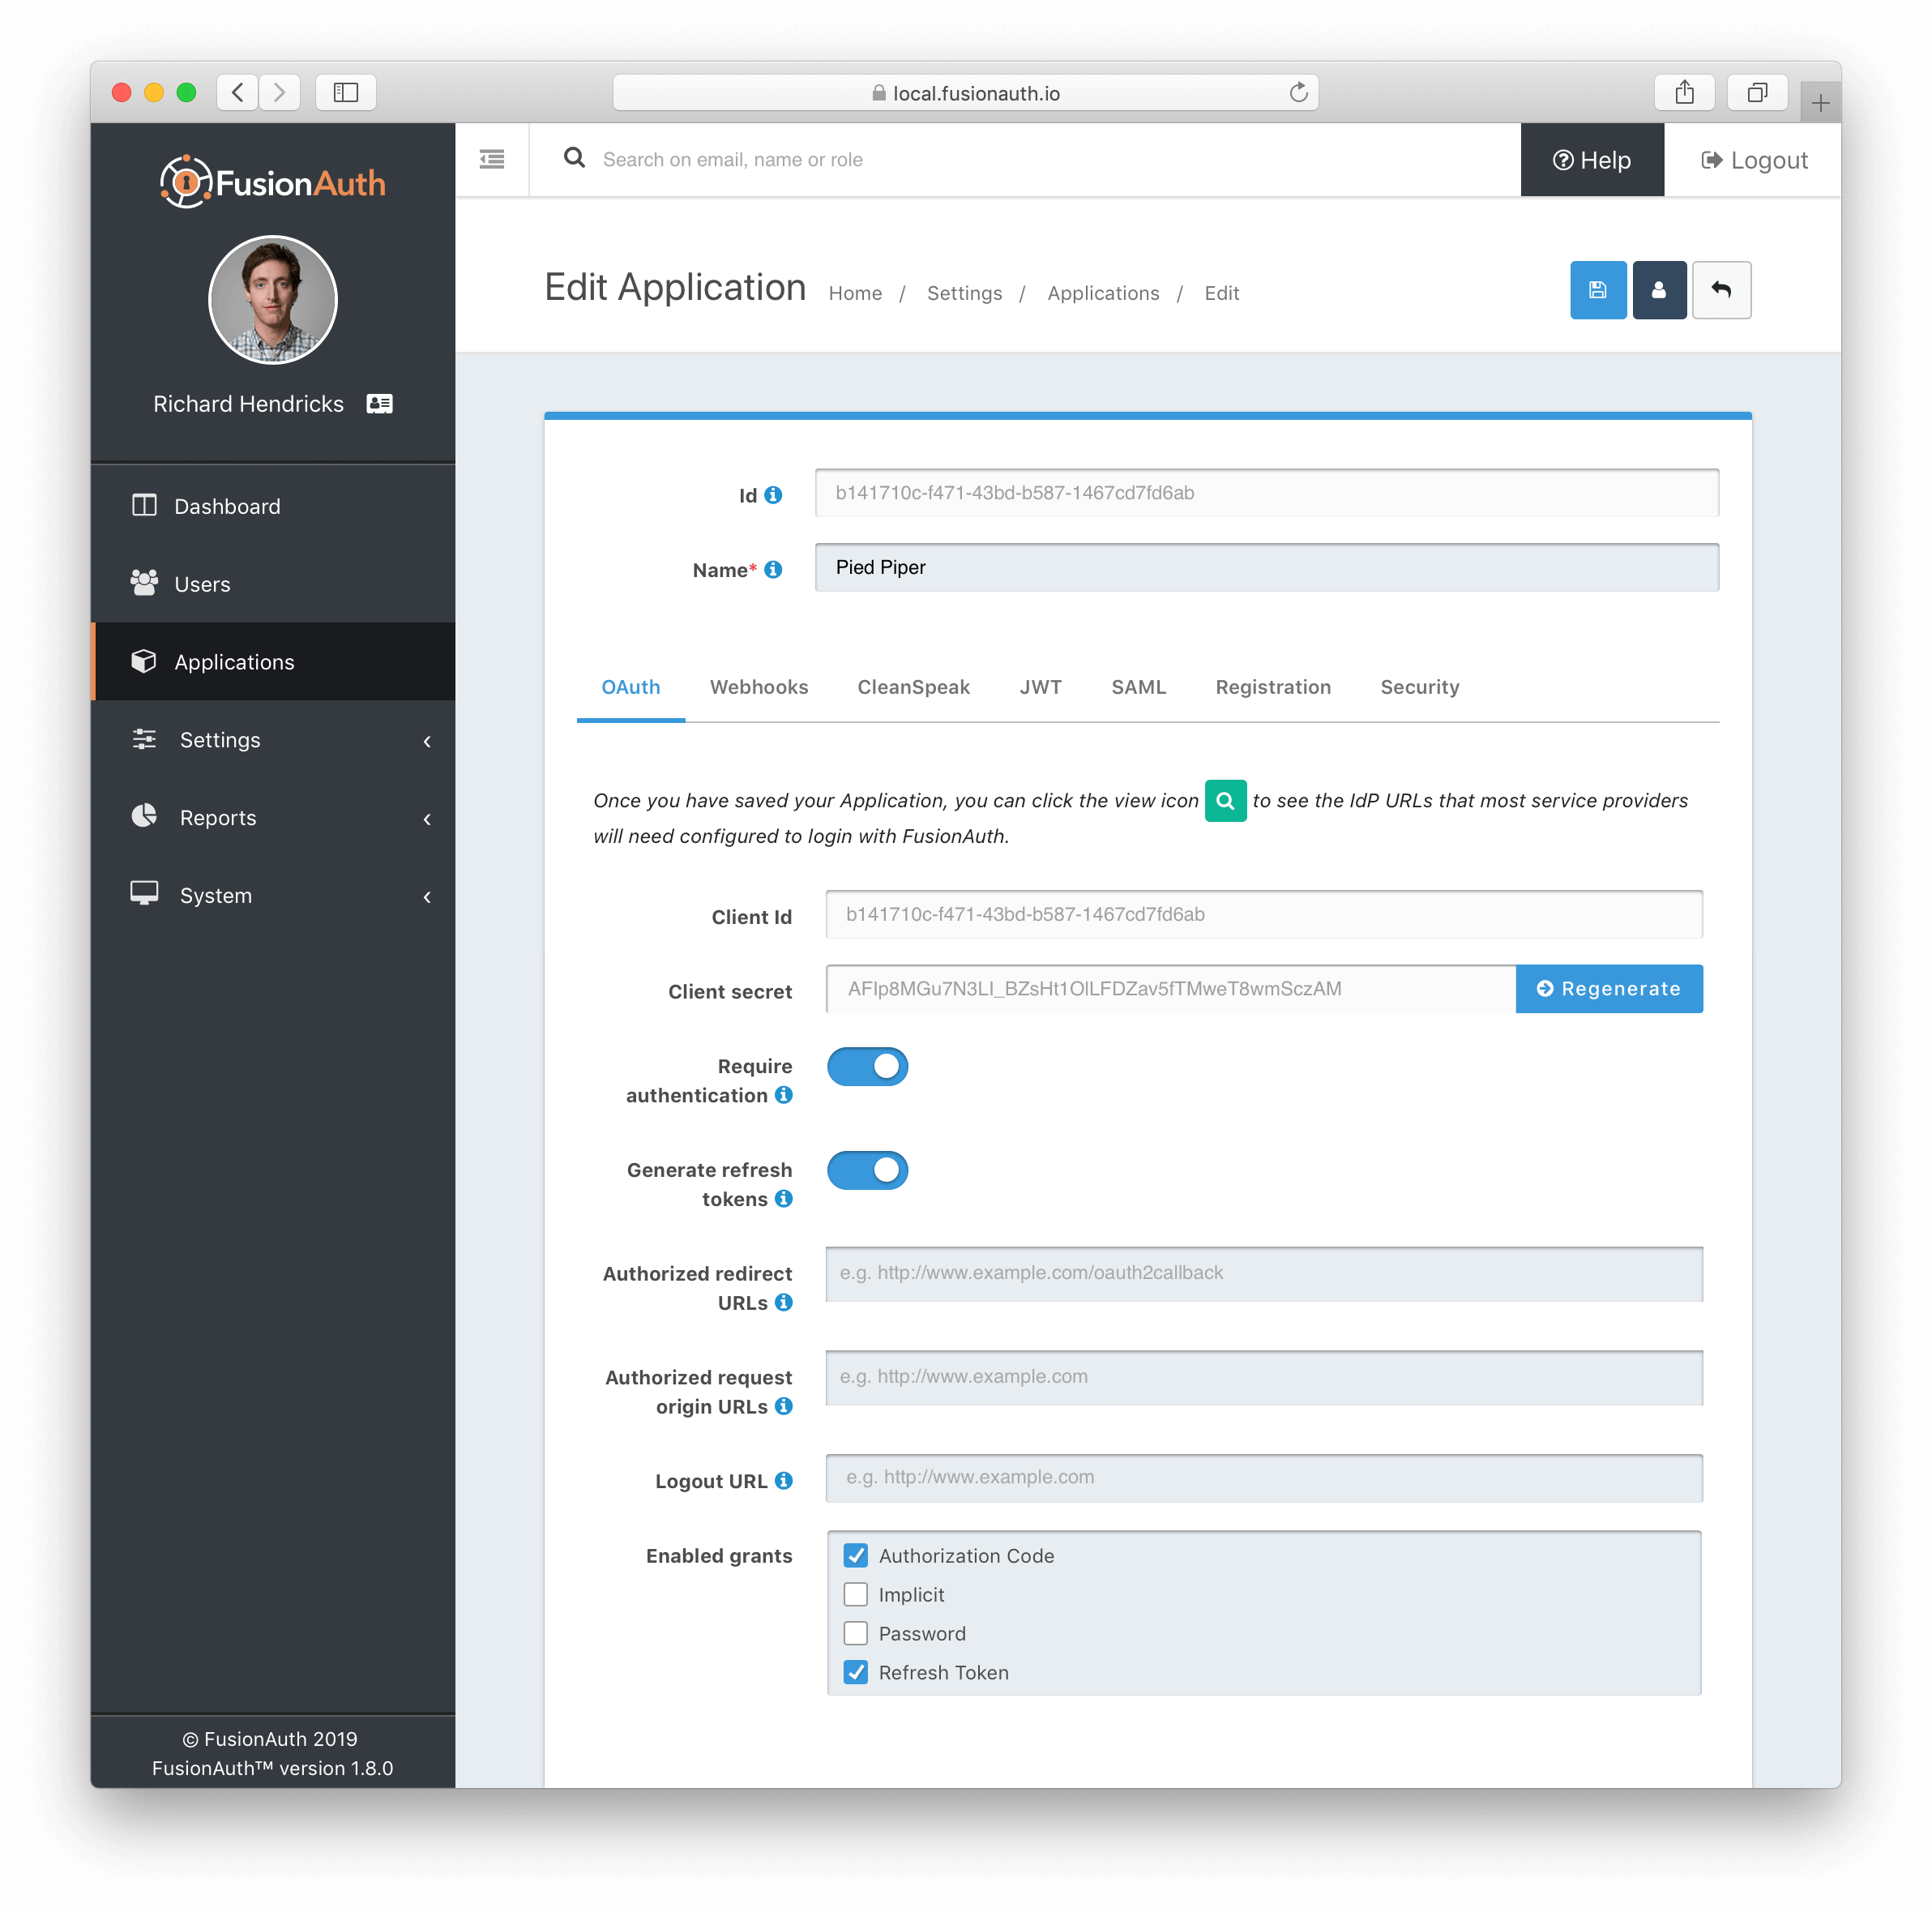 local.fusionauth.io
FusionAuth
Search on email, name or role
Help
Logout
Richard Hendricks
Edit Application
Home / Settings / Applications / Edit
Dashboard
Users
Applications
Settings
Reports
System
© FusionAuth 2019
FusionAuth™ version 1.8.0
Id
b141710c-f471-43bd-b587-1467cd7fd6ab
Name*
Pied Piper
OAuth Webhooks CleanSpeak JWT SAML Registration Security
Once you have saved your Application, you can click the view icon to see the IdP URLs that most service providers
will need configured to login with FusionAuth.
Client Id
b141710c-f471-43bd-b587-1467cd7fd6ab
Client secret
AFIp8MGu7N3LI_BZsHt1OlLFDZav5fTMweT8wmSczAM
Regenerate
Require
authentication
Generate refresh
tokens
Authorized redirect
URLs
e.g. http://www.example.com/oauth2callback
Authorized request
origin URLs
e.g. http://www.example.com
Logout URL
e.g. http://www.example.com
Enabled grants
Authorization Code
Implicit
Password
Refresh Token